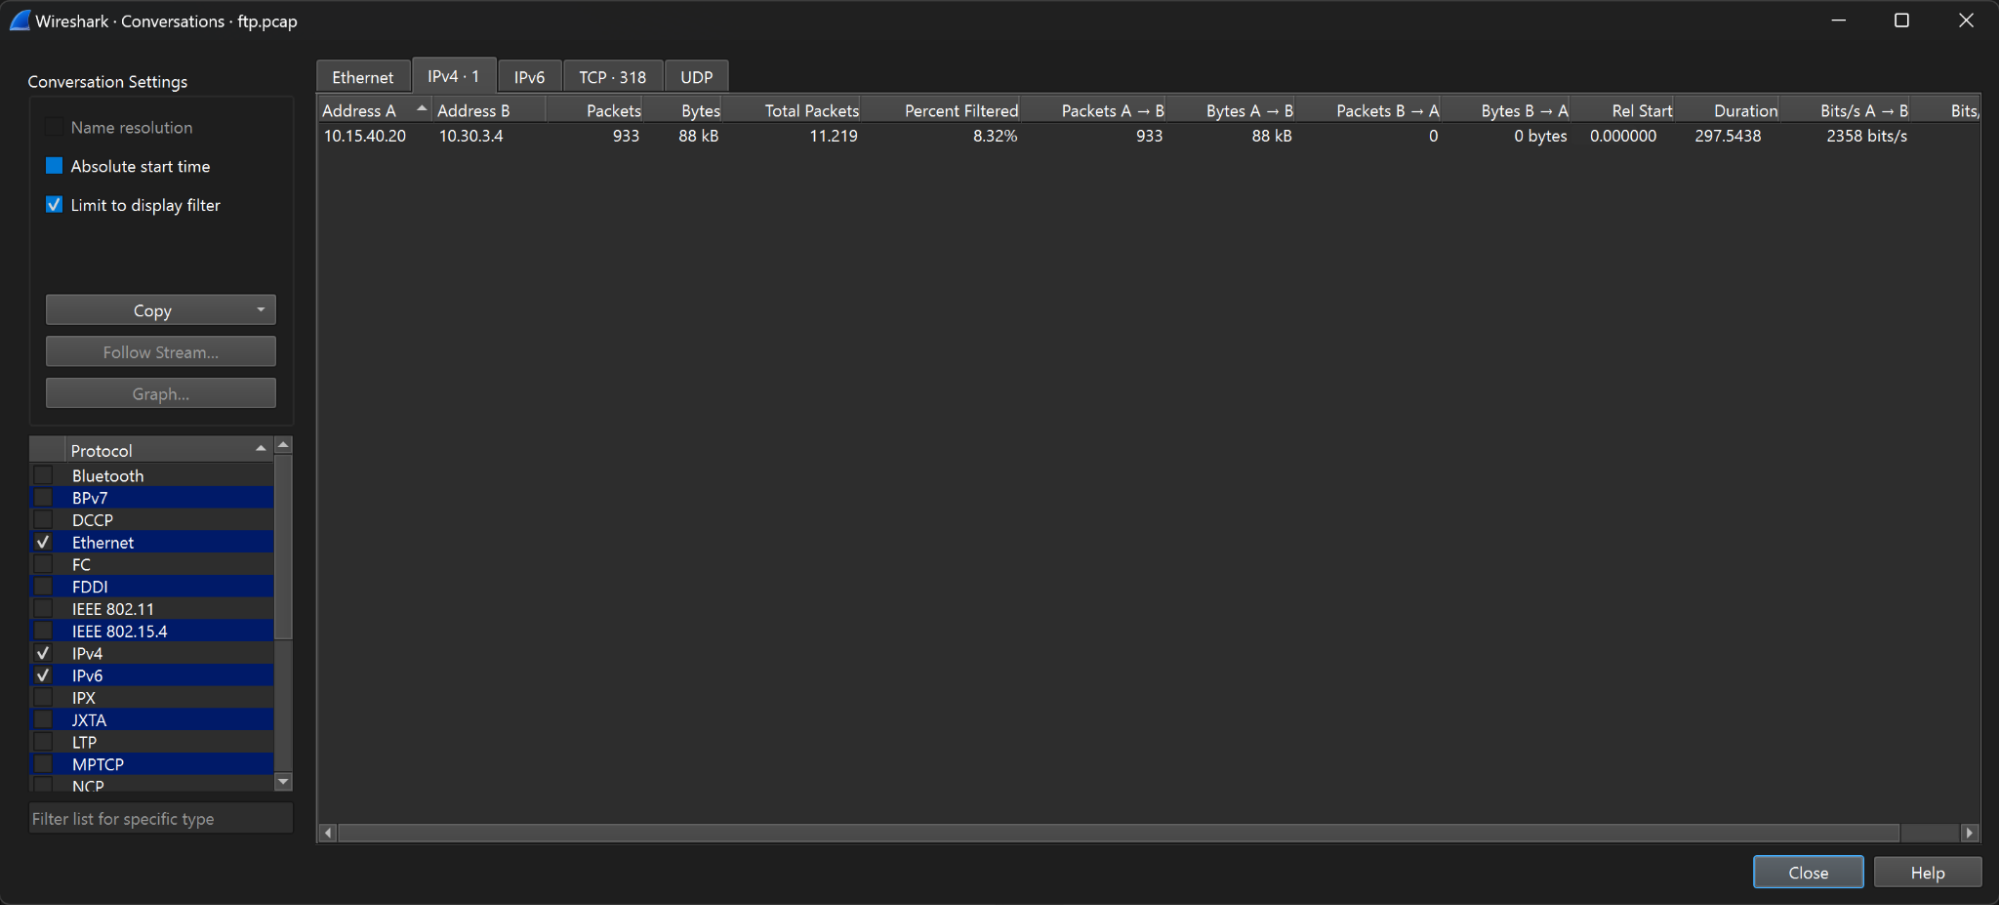 Wireshark · Conversations · ftp.pcap
Conversation Settings
Name resolution
Absolute start time
Limit to display filter
Copy
Follow Stream...
Graph...
Protocol
Bluetooth
BPv7
DCCP
Ethernet
FC
FDDI
IEEE 802.11
IEEE 802.15.4
IPv4
IPv6
IPX
JXTA
LTP
MPTCP
NCP
Filter list for specific type
Ethernet IPv4 · 1 IPv6 TCP · 318 UDP
Address A Address B Packets Bytes Total Packets Percent Filtered Packets A → B Bytes A → B Packets B → A Bytes B → A Rel Start Duration Bits/s A → B Bits,
10.15.40.20 10.30.3.4 933 88 kB 11.219 8.32% 933 88 kB 0 0 bytes 0.000000 297.5438 2358 bits/s
Close Help